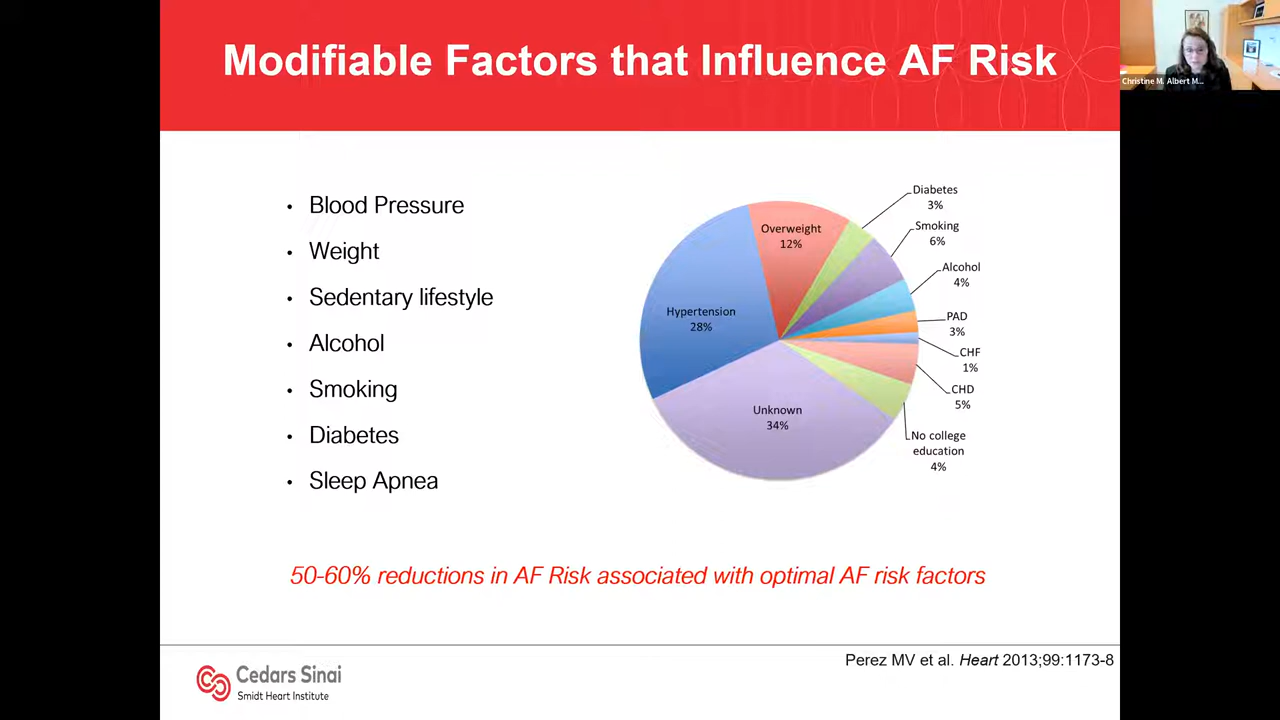 Modifiable Factors that Influence AF Risk
Christine M. Albert M...
• Blood Pressure
• Weight
• Sedentary lifestyle
• Alcohol
• Smoking
• Diabetes
• Sleep Apnea
Diabetes
3%
Overweight
12%
Smoking
6%
Alcohol
4%
Hypertension
28%
PAD
3%
CHF
1%
CHD
5%
Unknown
34%
No college
education
4%
50-60% reductions in AF Risk associated with optimal AF risk factors
Perez MV et al. Heart 2013;99:1173-8
Cedars Sinai
Smidt Heart Institute